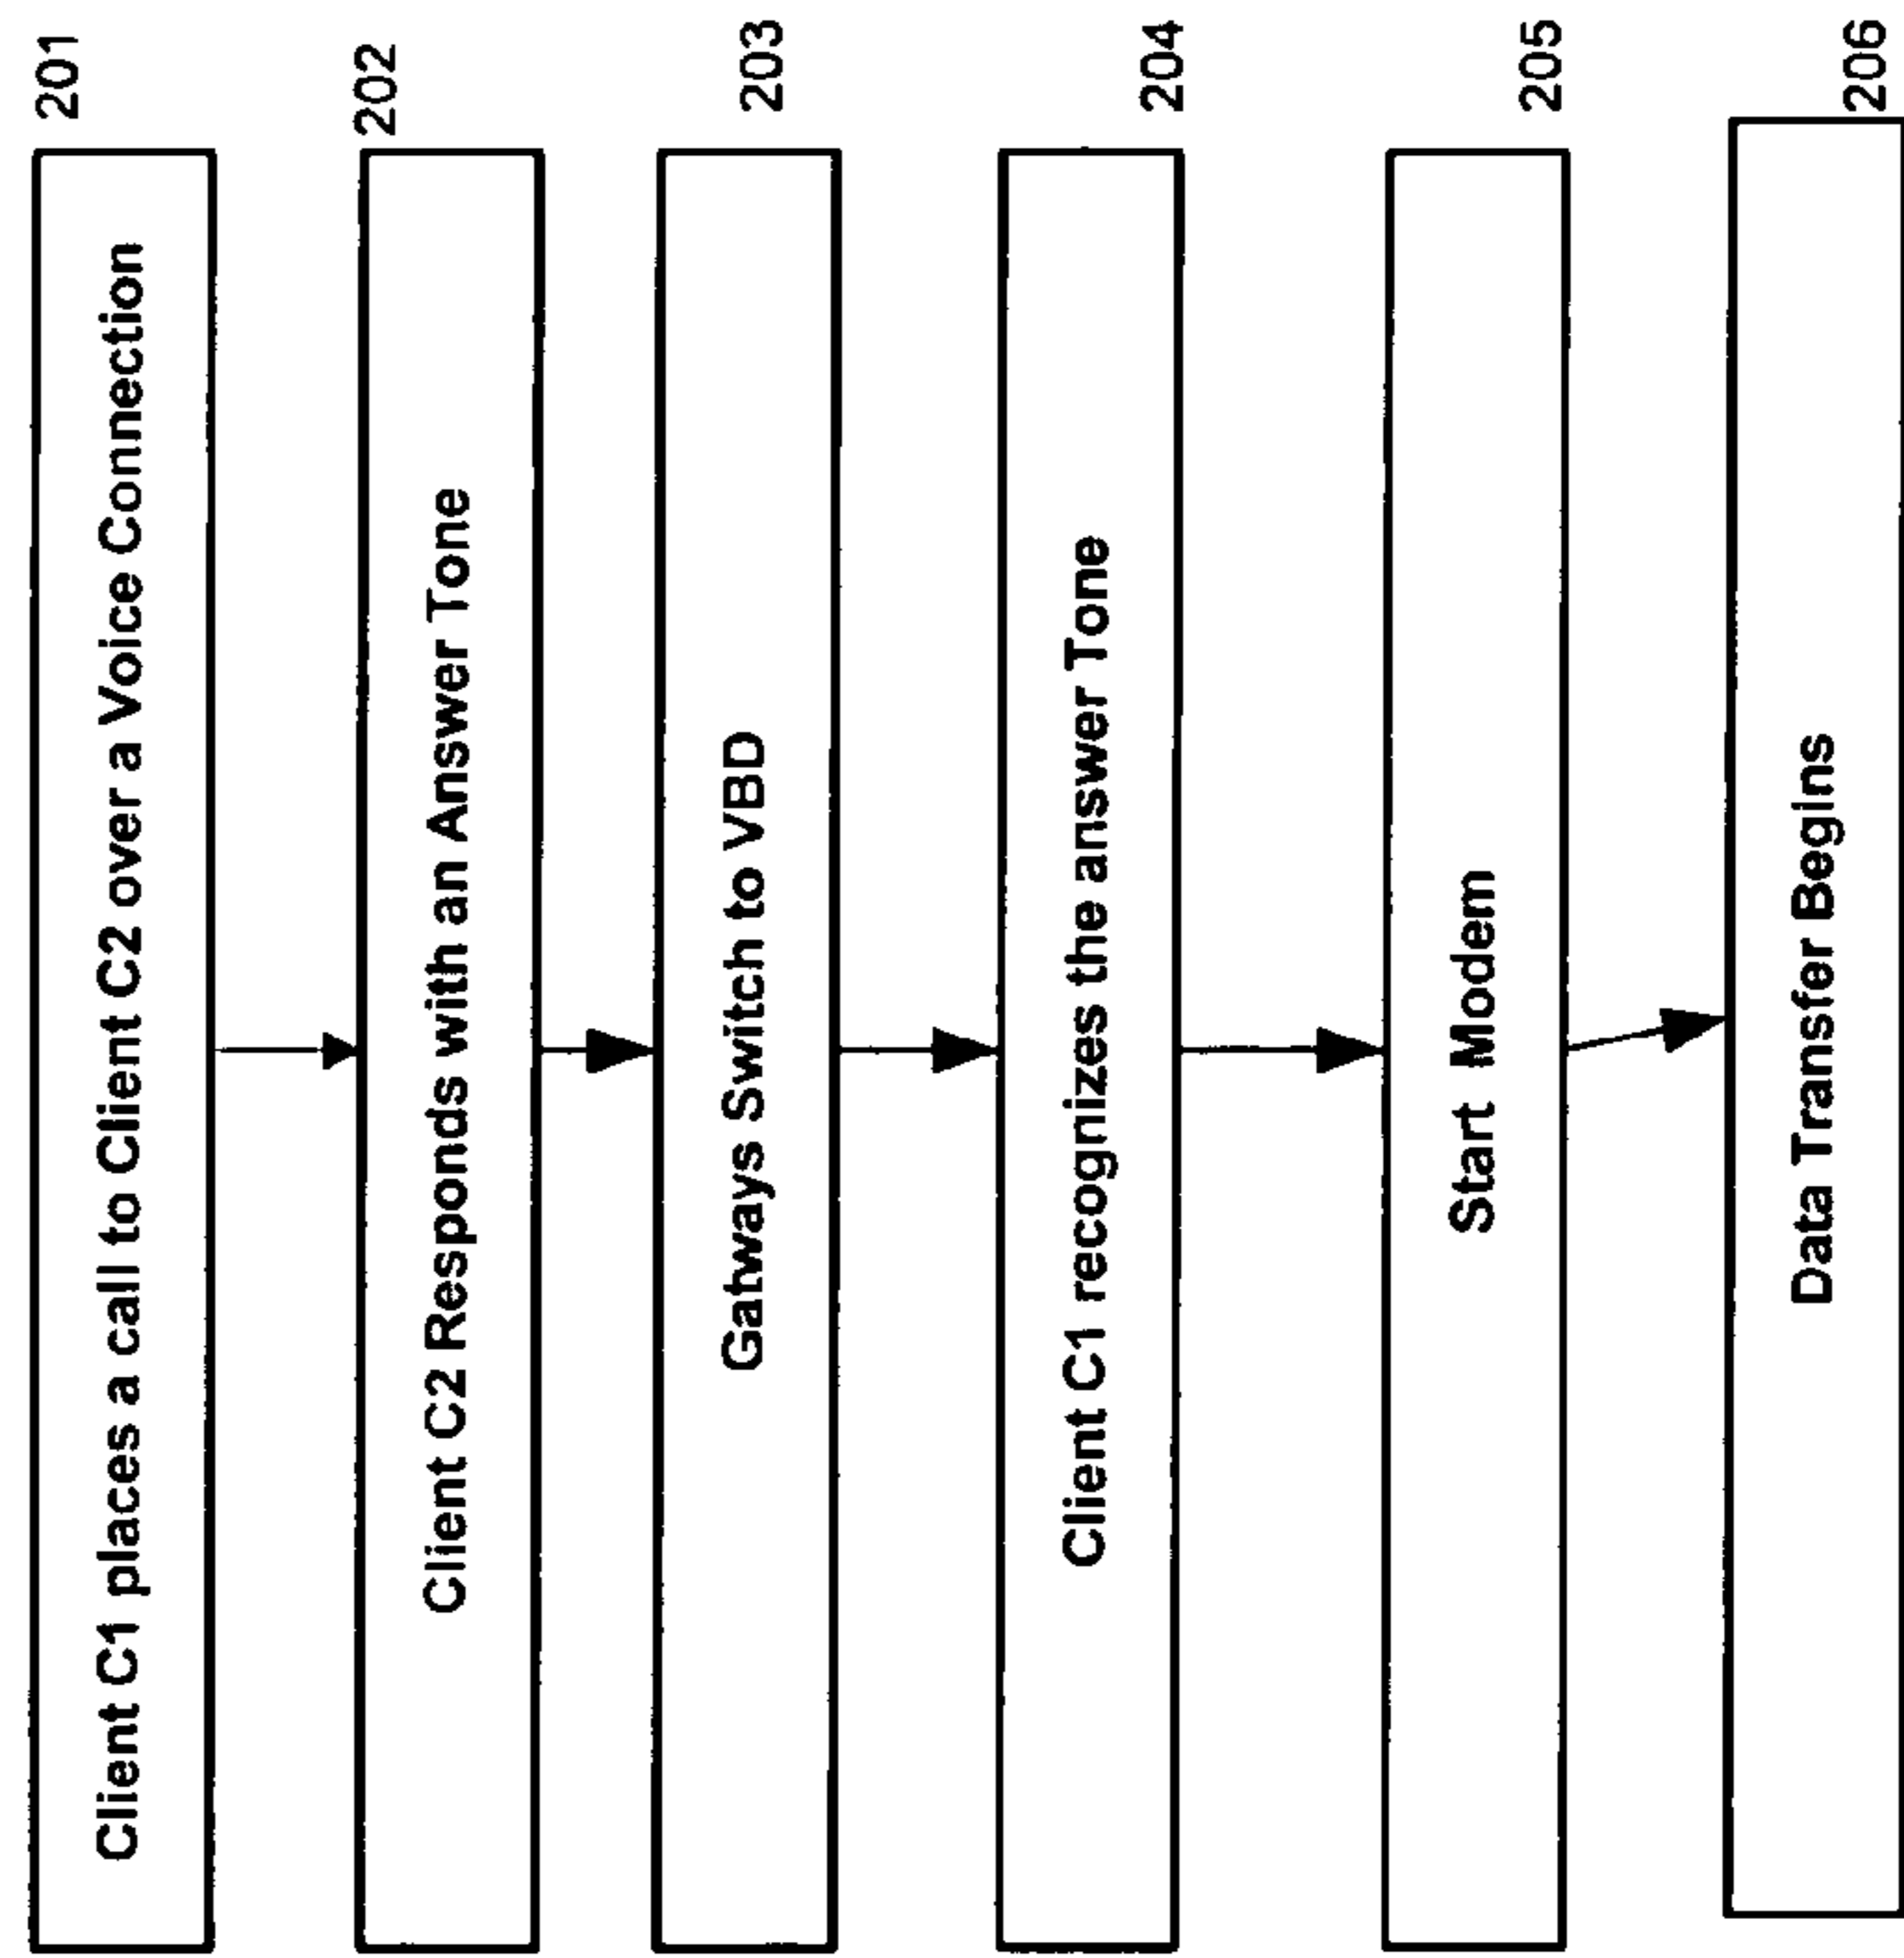 Client C1 places a call to Client C2 over a Voice Connection
201
Client C2 Responds with an Answer Tone
202
Gatways Switch to VBD
203
Client C1 recognizes the answer Tone
204
Start Modem
205
Data Transfer Begins
206